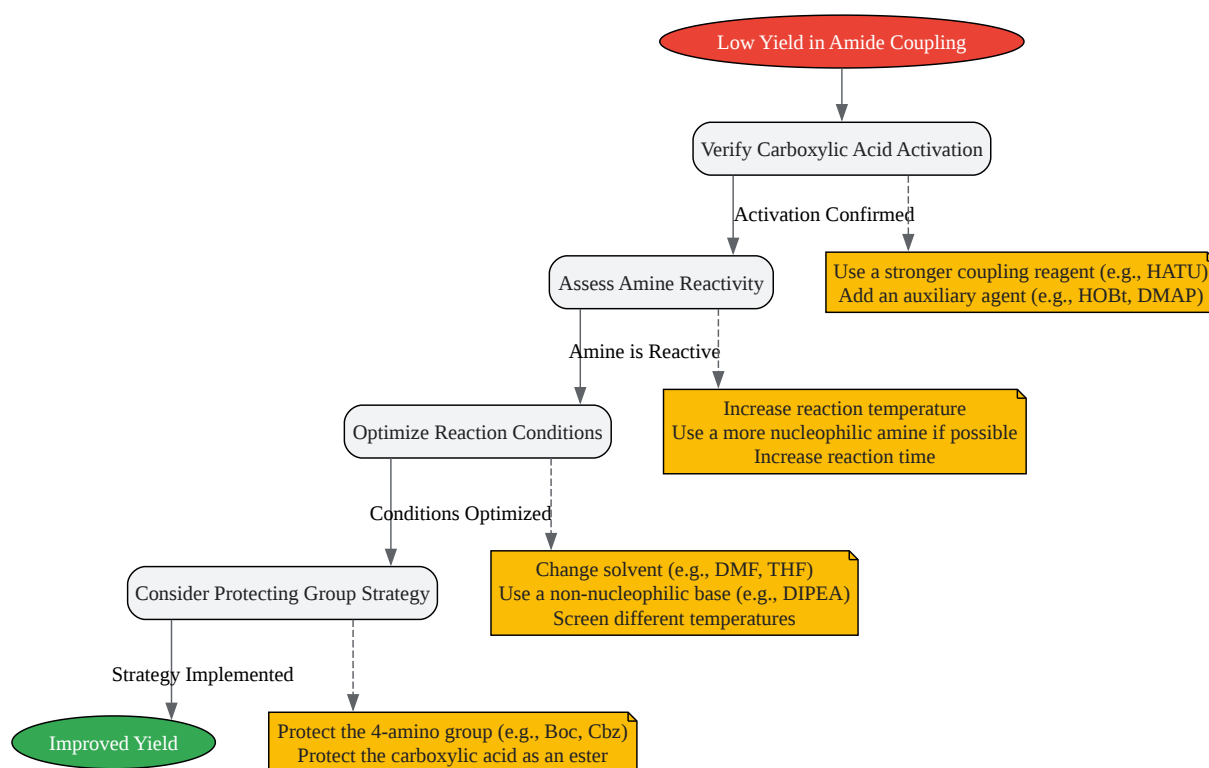 Low Yield in Amide Coupling
Verify Carboxylic Acid Activation
Activation Confirmed
Use a stronger coupling reagent (e.g., HATU)
Add an auxiliary agent (e.g., HOBt, DMAP)
Assess Amine Reactivity
Amine is Reactive
Increase reaction temperature
Use a more nucleophilic amine if possible
Increase reaction time
Optimize Reaction Conditions
Conditions Optimized
Change solvent (e.g., DMF, THF)
Use a non-nucleophilic base (e.g., DIPEA)
Screen different temperatures
Consider Protecting Group Strategy
Strategy Implemented
Protect the 4-amino group (e.g., Boc, Cbz)
Protect the carboxylic acid as an ester
Improved Yield